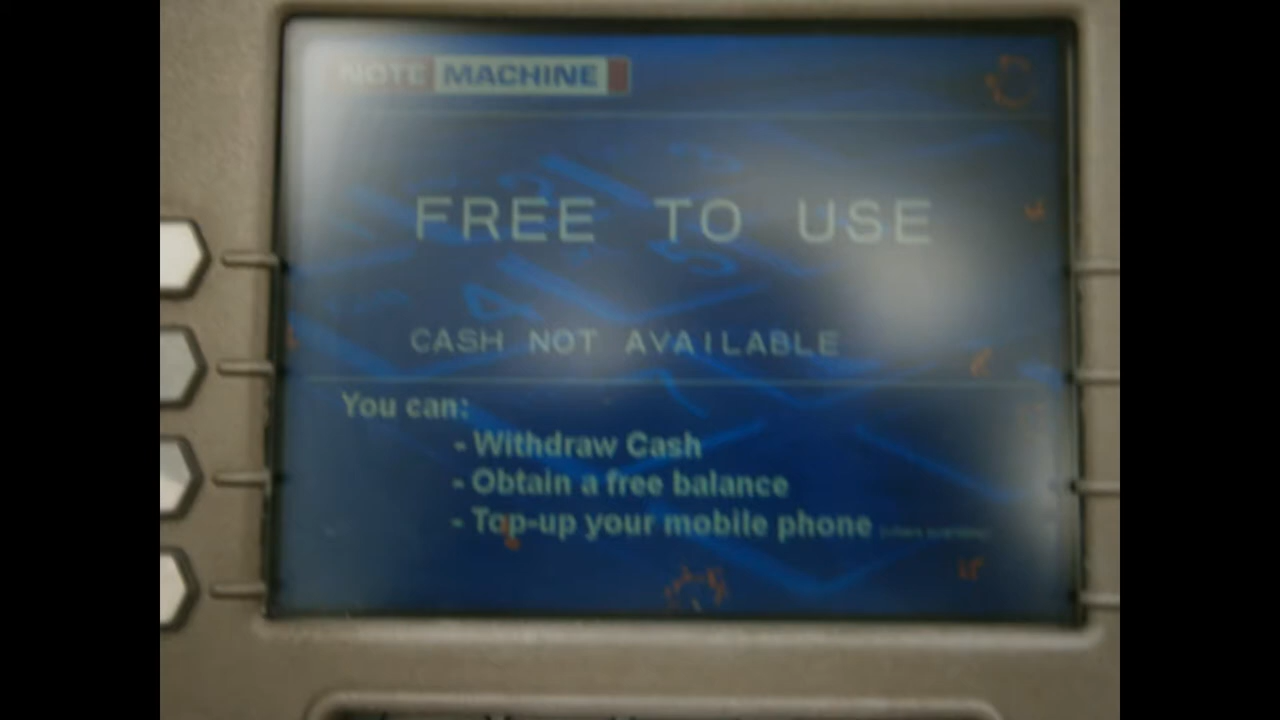 NOTE MACHINE
FREE TO USE
CASH NOT AVAILABLE
You can:
- Withdraw Cash
- Obtain a free balance
- Top-up your mobile phone